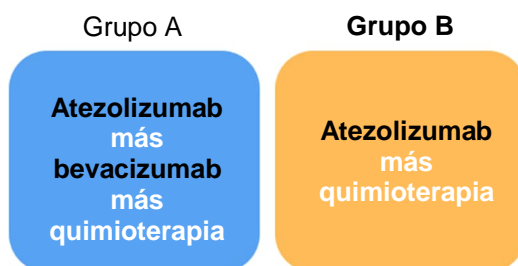 Grupo A
Atezolizumab
más
bevacizumab
más
quimioterapia
Grupo B
Atezolizumab
más
quimioterapia